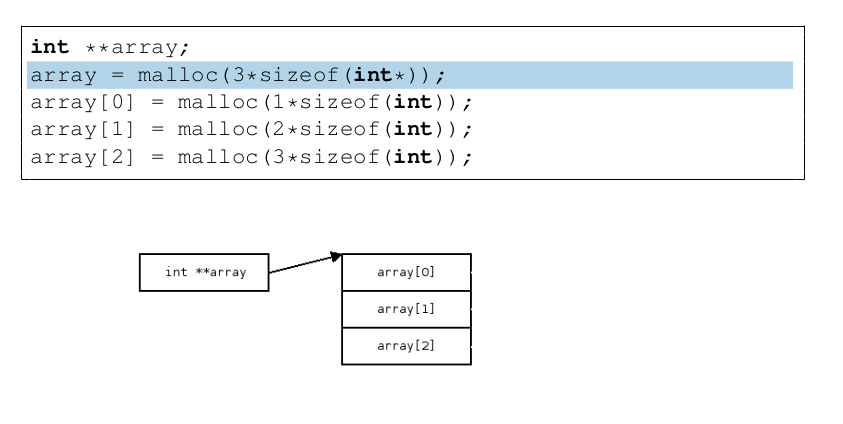 int **array;
array = malloc(3*sizeof(int*));
array[0] = malloc(1*sizeof(int));
array[1] = malloc(2*sizeof(int));
array[2] = malloc(3*sizeof(int));
int **array
array[0]
array[1]
array[2]